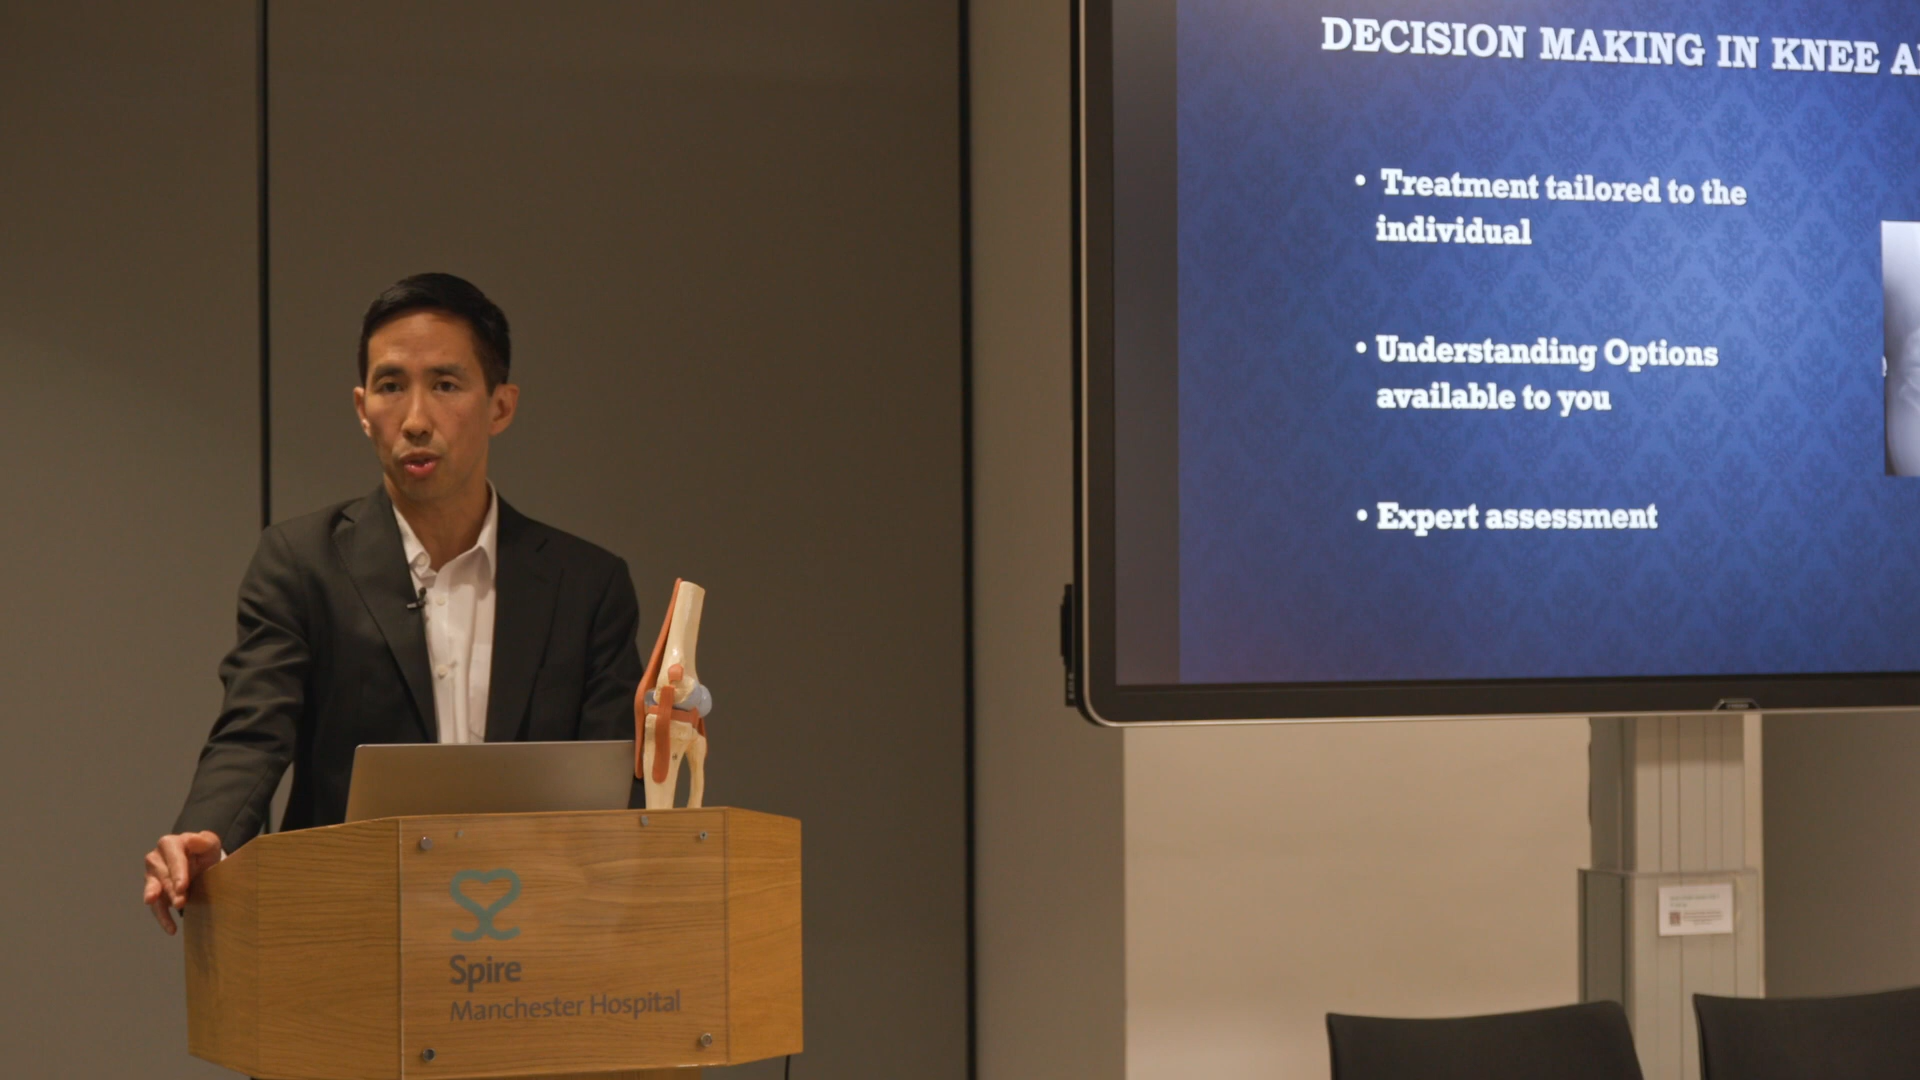 DECISION MAKING IN KNEE
• Treatment tailored to the
individual
• Understanding Options
available to you
• Expert assessment
Spire
Manchester Hospital